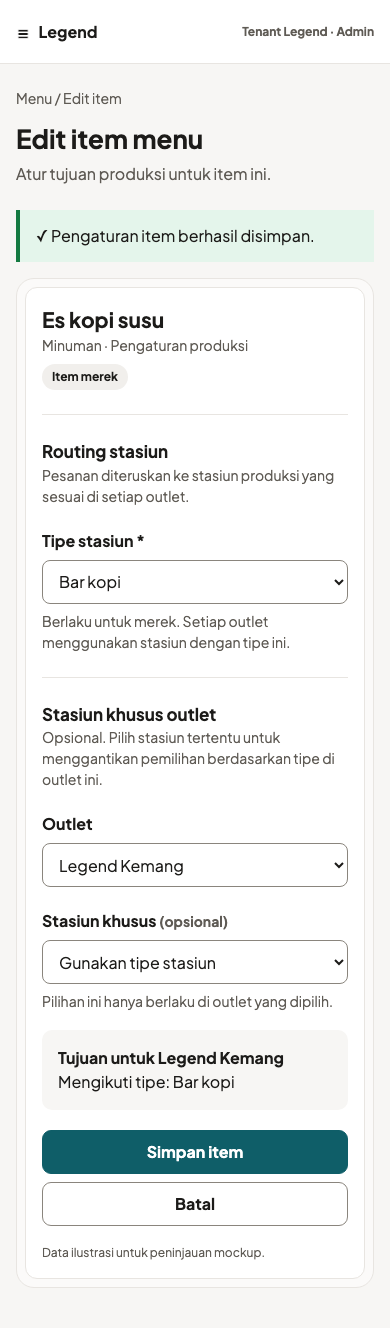 ≡ Legend
Tenant Legend · Admin
Menu / Edit item
Edit item menu
Atur tujuan produksi untuk item ini.
✓ Pengaturan item berhasil disimpan.
Es kopi susu
Minuman · Pengaturan produksi
Item merek
Routing stasiun
Pesanan diteruskan ke stasiun produksi yang
sesuai di setiap outlet.
Tipe stasiun *
Bar kopi
Berlaku untuk merek. Setiap outlet
menggunakan stasiun dengan tipe ini.
Stasiun khusus outlet
Opsional. Pilih stasiun tertentu untuk
menggantikan pemilihan berdasarkan tipe di
outlet ini.
Outlet
Legend Kemang
Stasiun khusus (opsional)
Gunakan tipe stasiun
Pilihan ini hanya berlaku di outlet yang dipilih.
Tujuan untuk Legend Kemang
Mengikuti tipe: Bar kopi
Simpan item
Batal
Data ilustrasi untuk peninjauan mockup.